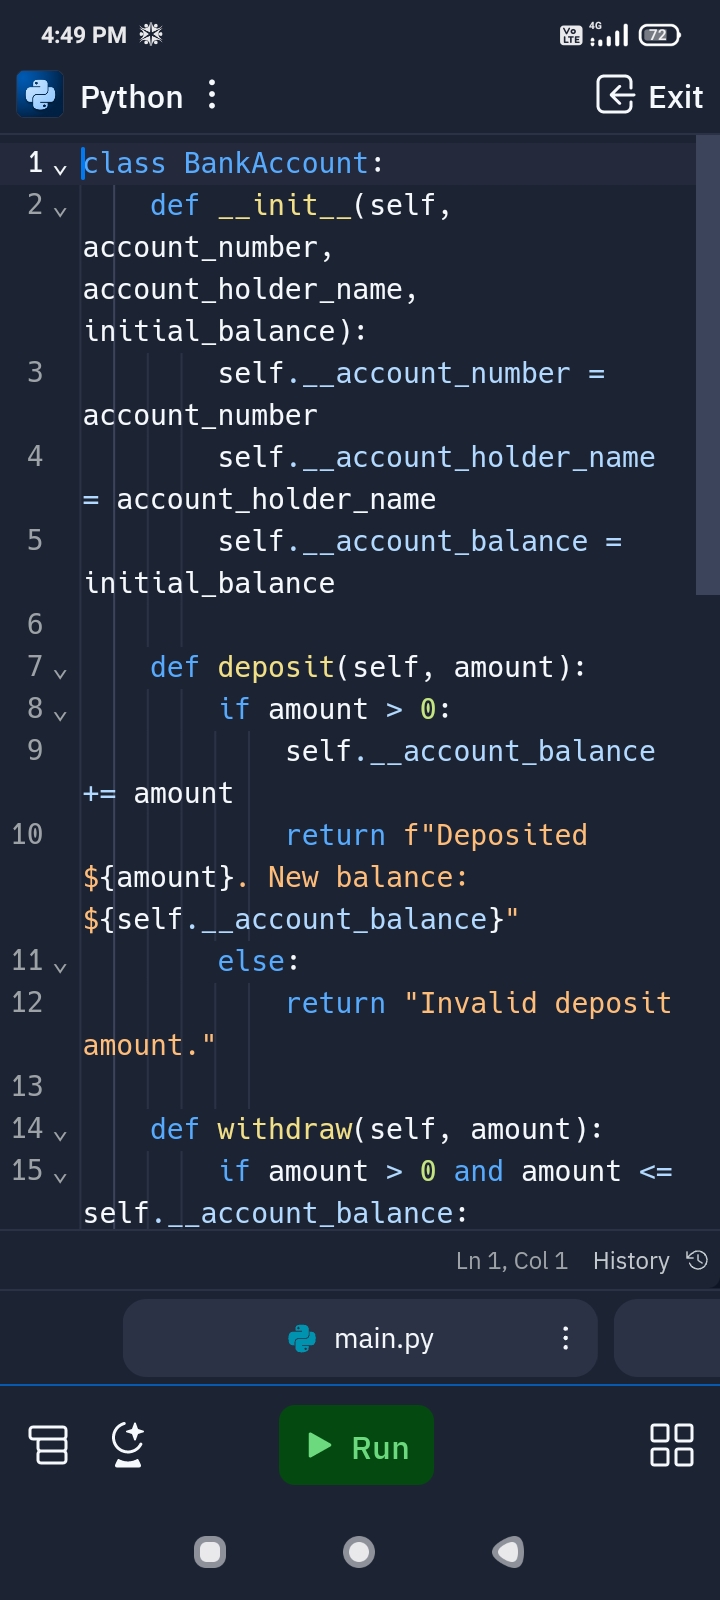 4:49 PM
Vo LTE 4G 72
Python Exit
1 class BankAccount:
2 def __init__(self,
account_number,
account_holder_name,
initial_balance):
3 self.__account_number =
account_number
4 self.__account_holder_name
= account_holder_name
5 self.__account_balance =
initial_balance
6
7 def deposit(self, amount):
8 if amount > 0:
9 self.__account_balance
+= amount
10 return f"Deposited
${amount}. New balance:
${self.__account_balance}"
11 else:
12 return "Invalid deposit
amount."
13
14 def withdraw(self, amount):
15 if amount > 0 and amount <=
self.__account_balance:
Ln 1, Col 1 History
main.py
Run